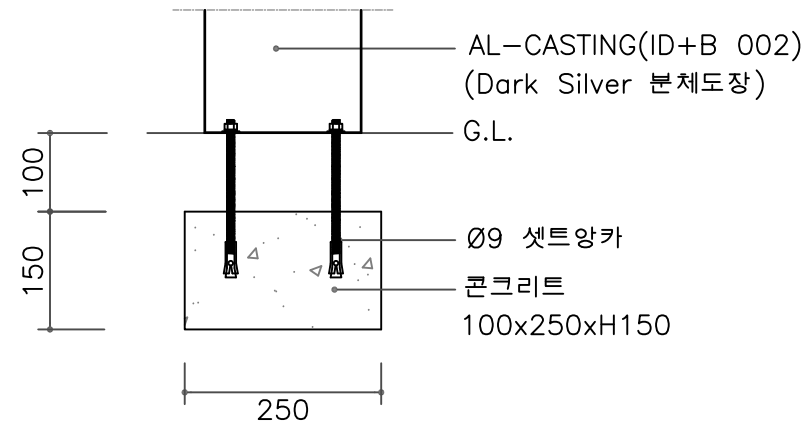 AL-CASTING(ID+B 002)
(Dark Silver 분체도장)
G.L.
100
150
Ø9 셋트앙카
콘크리트
100x250xH150
250